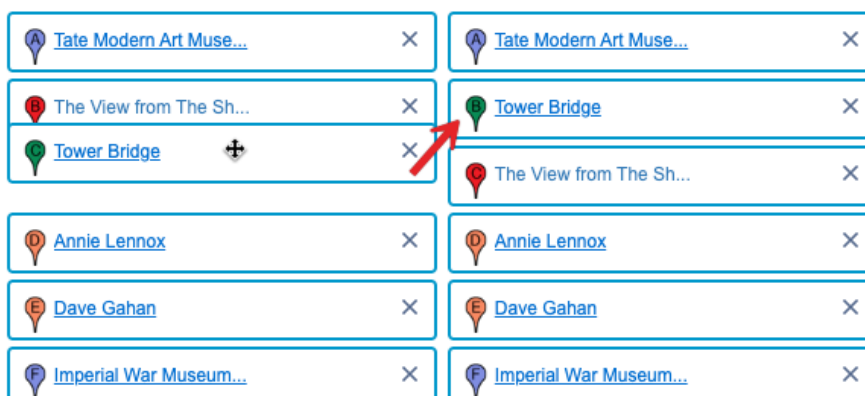 A Tate Modern Art Muse...
B The View from The Sh...
C Tower Bridge
D Annie Lennox
E Dave Gahan
F Imperial War Museum...
A Tate Modern Art Muse...
B Tower Bridge
C The View from The Sh...
D Annie Lennox
E Dave Gahan
F Imperial War Museum...